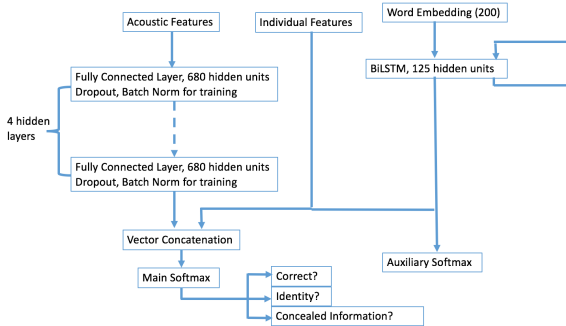 Acoustic Features
Individual Features
Word Embedding (200)
Fully Connected Layer, 680 hidden units
Dropout, Batch Norm for training
BiLSTM, 125 hidden units
4 hidden
layers
Fully Connected Layer, 680 hidden units
Dropout, Batch Norm for training
Vector Concatenation
Auxiliary Softmax
Main Softmax
Correct?
Identity?
Concealed Information?